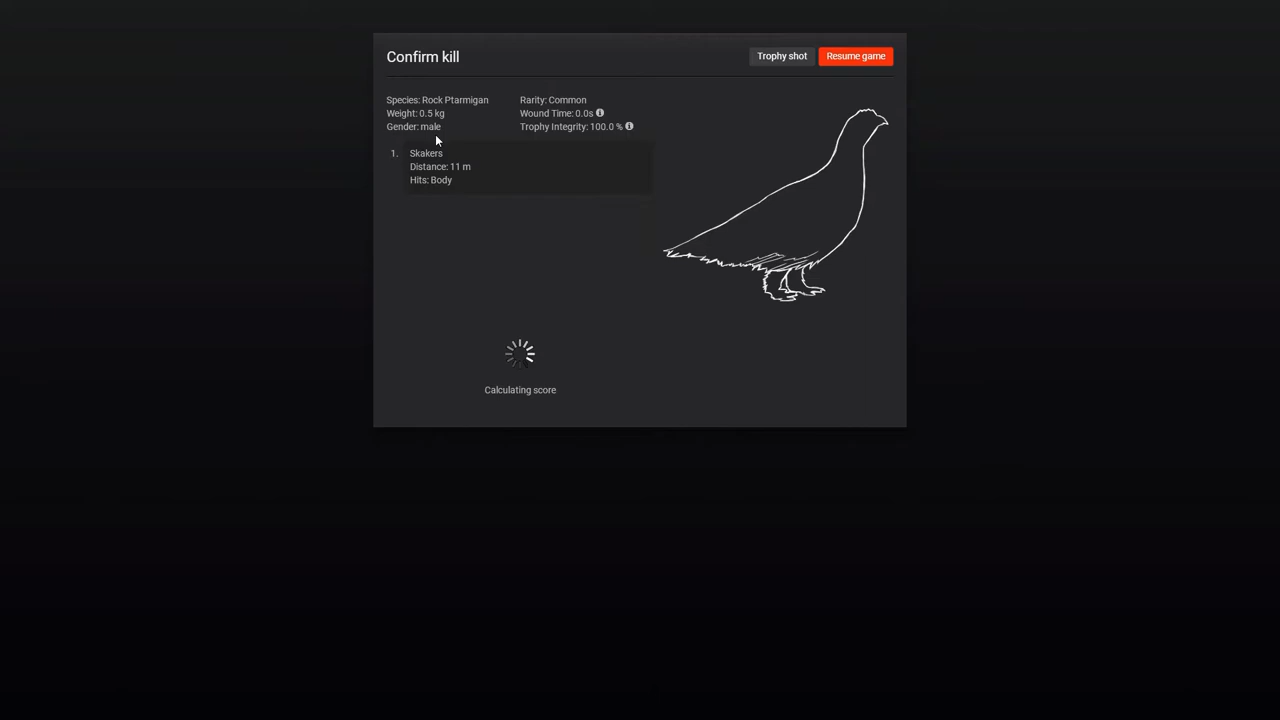 Confirm kill
Trophy shot
Resume game
Species: Rock Ptarmigan
Weight: 0.5 kg
Gender: male
Rarity: Common
Wound Time: 0.0s
Trophy Integrity: 100.0 %
1. Skakers
Distance: 11 m
Hits: Body
Calculating score